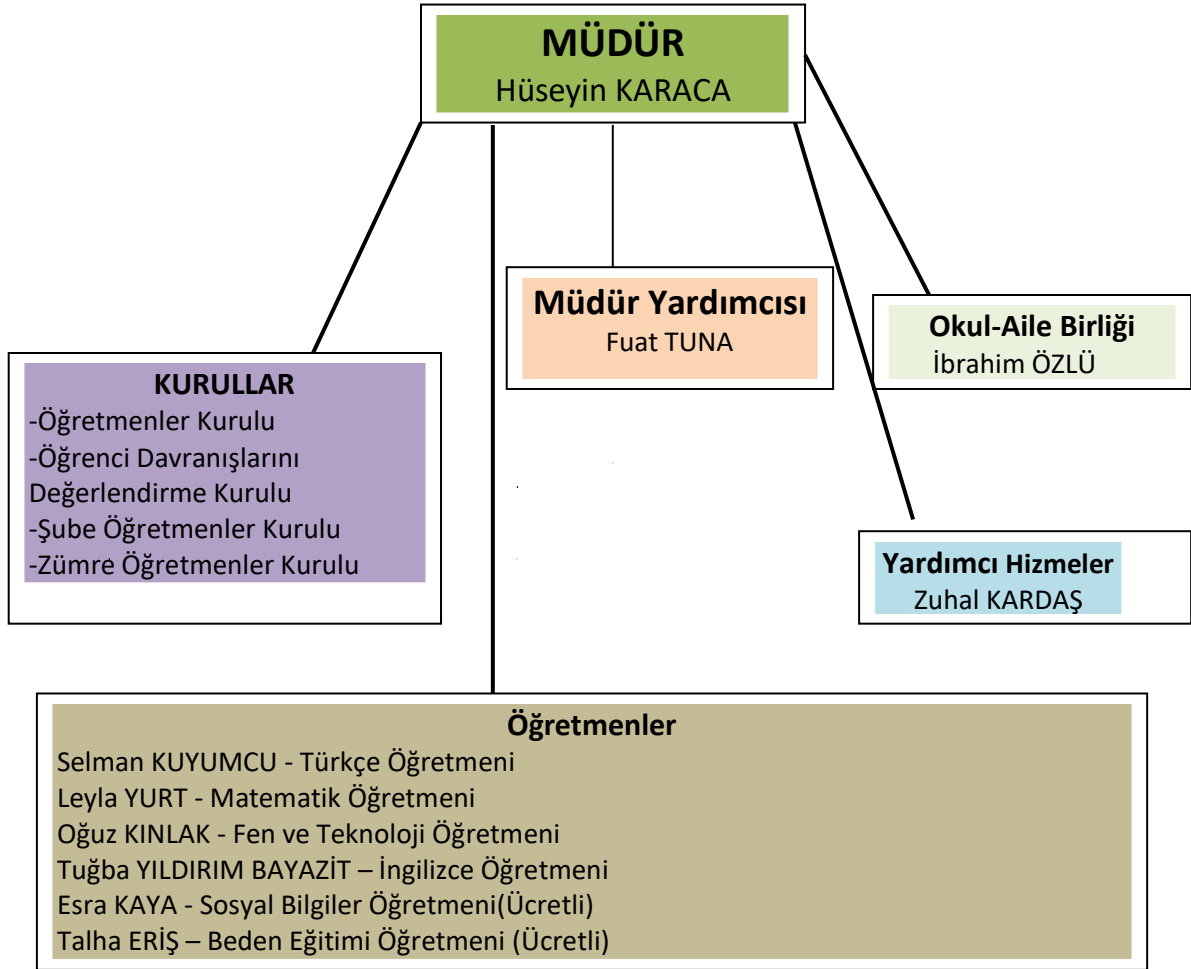 MÜDÜR
Hüseyin KARACA
Müdür Yardımcısı
Fuat TUNA
Okul-Aile Birliği
İbrahim ÖZLÜ
KURULLAR
-Öğretmenler Kurulu
-Öğrenci Davranışlarını
Değerlendirme Kurulu
-Şube Öğretmenler Kurulu
-Zümre Öğretmenler Kurulu
Yardımcı Hizmeler
Zuhal KARDAŞ
Öğretmenler
Selman KUYUMCU - Türkçe Öğretmeni
Leyla YURT - Matematik Öğretmeni
Oğuz KINLAK - Fen ve Teknoloji Öğretmeni
Tuğba YILDIRIM BAYAZİT – İngilizce Öğretmeni
Esra KAYA - Sosyal Bilgiler Öğretmeni(Ücretli)
Talha ERİŞ – Beden Eğitimi Öğretmeni (Ücretli)